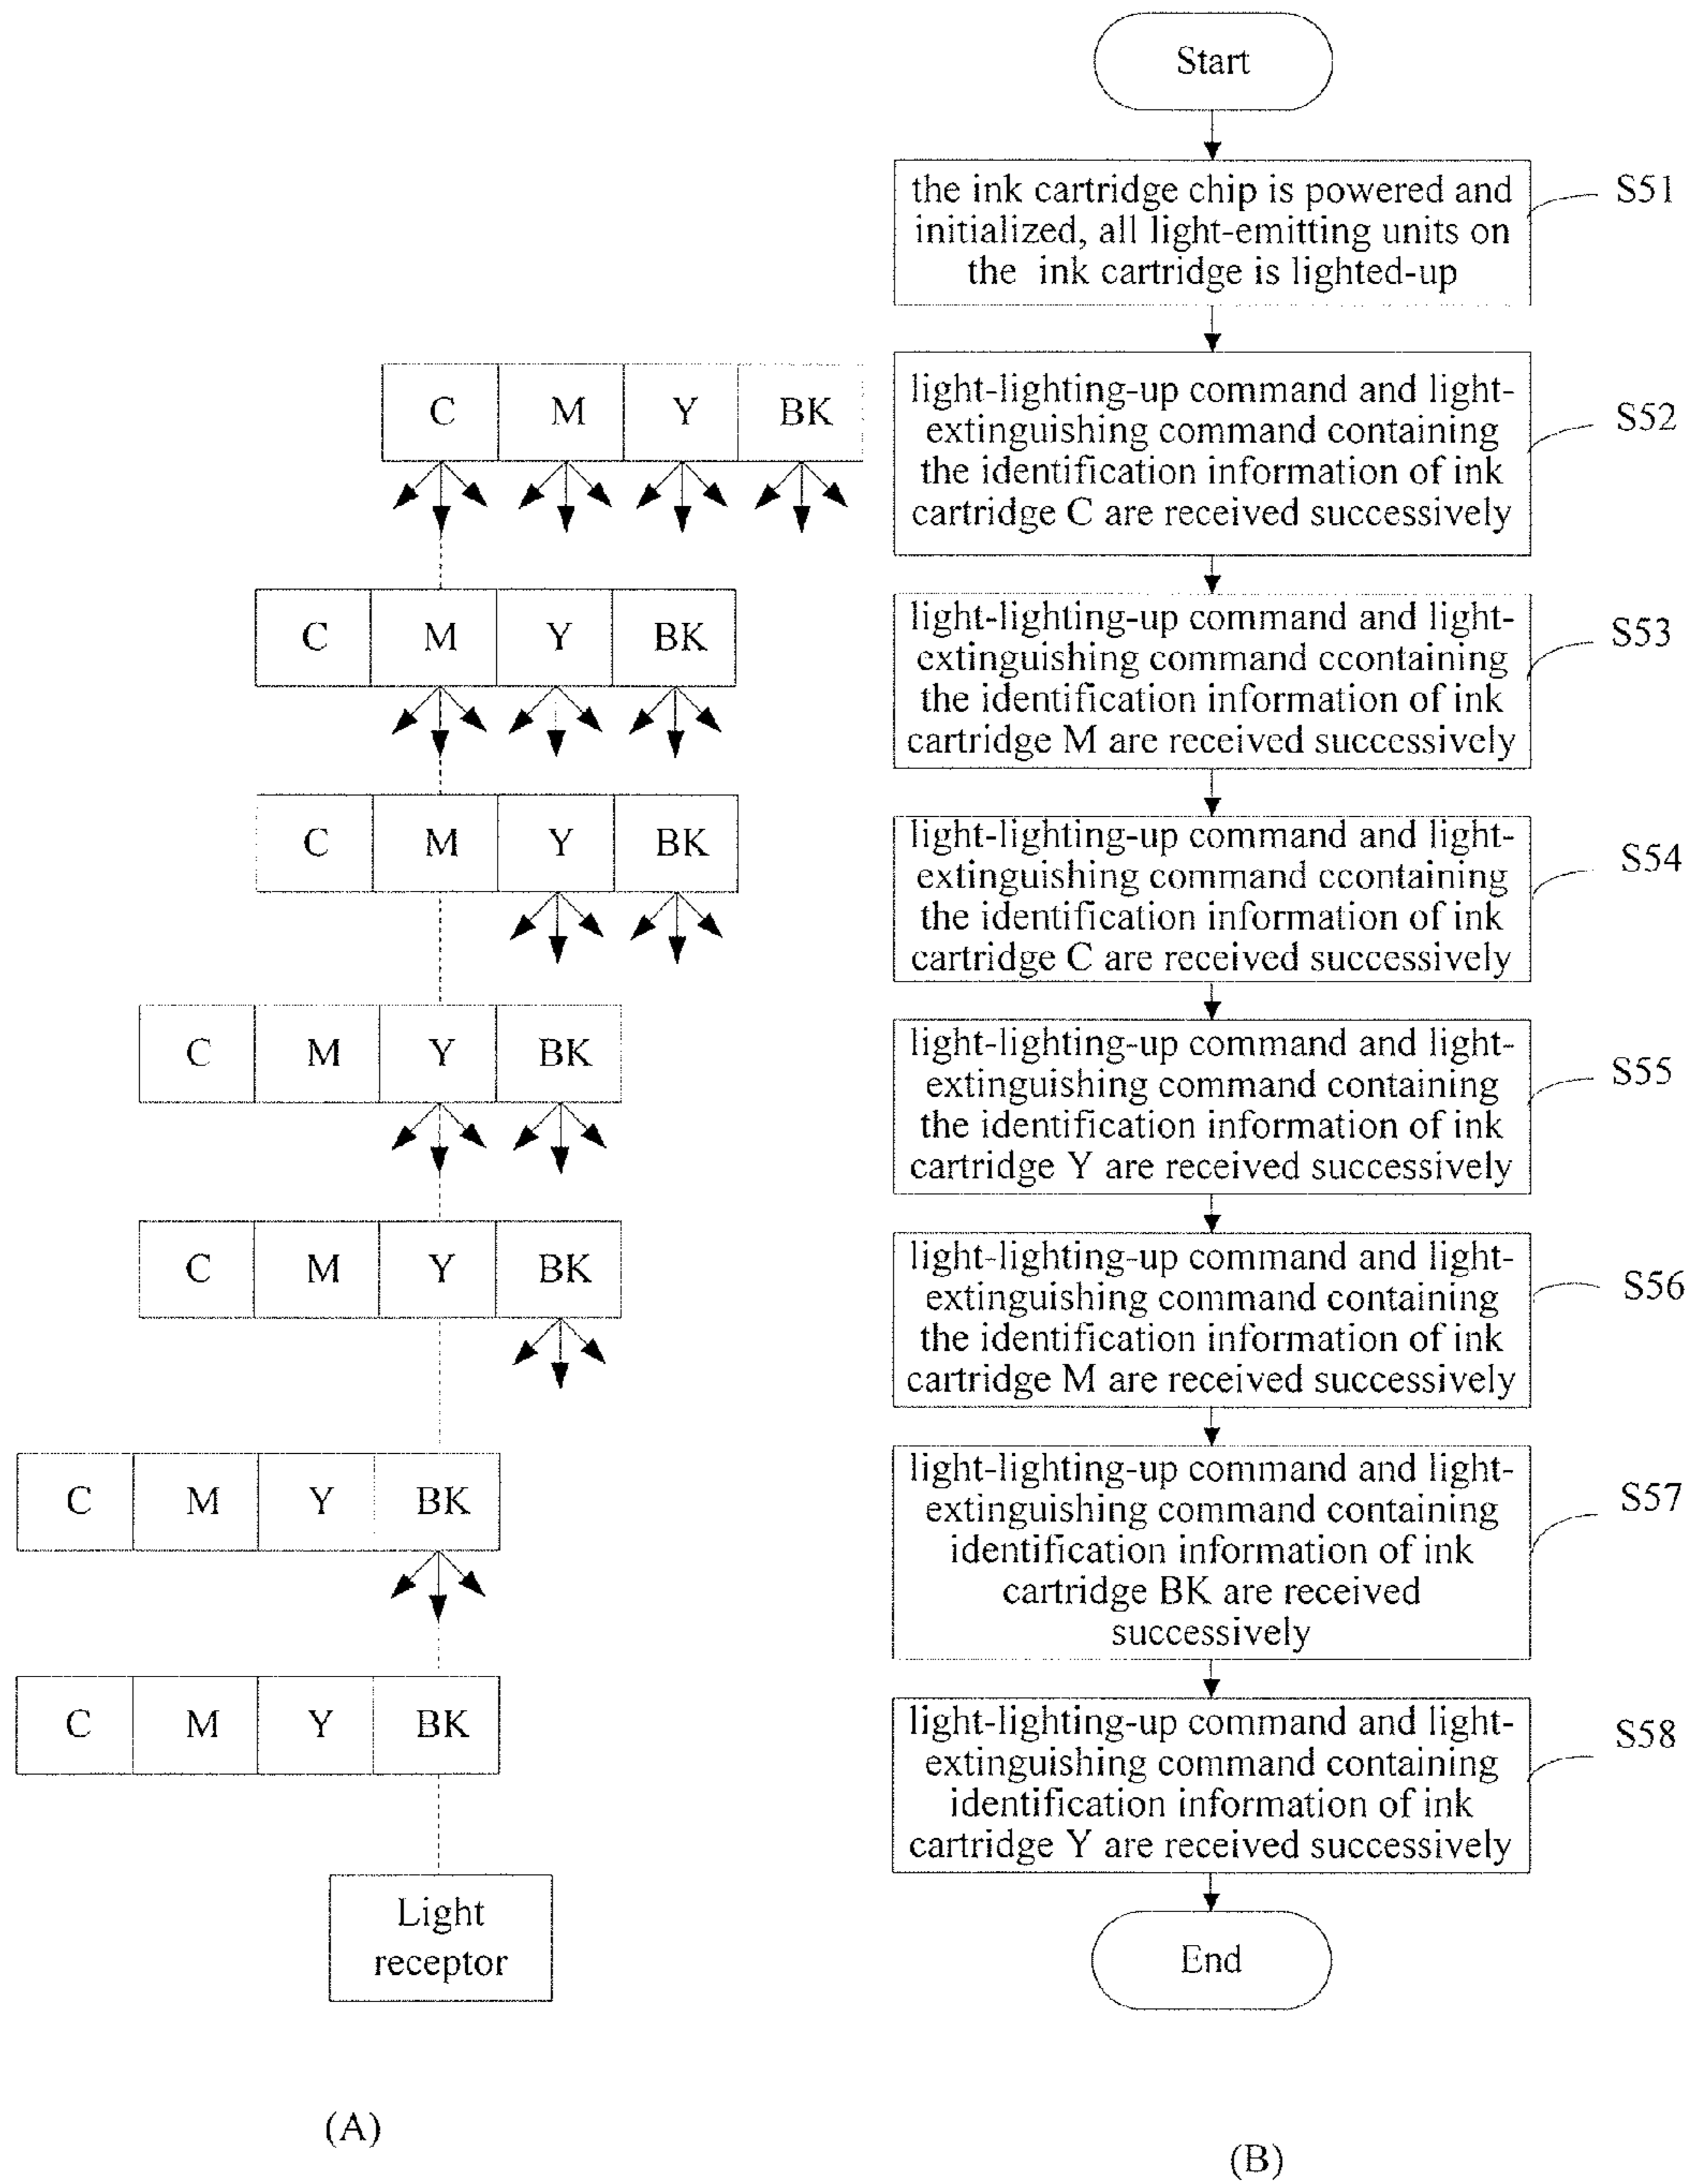 Start
the ink cartridge chip is powered and
initialized, all light-emitting units on
the ink cartridge is lighted-up
S51
C M Y BK
light-lighting-up command and light-
extinguishing command containing
the identification information of ink
cartridge C are received successively
S52
C M Y BK
light-lighting-up command and light-
extinguishing command ccontaining
the identification information of ink
cartridge M are received successively
S53
C M Y BK
light-lighting-up command and light-
extinguishing command ccontaining
the identification information of ink
cartridge C are received successively
S54
C M Y BK
light-lighting-up command and light-
extinguishing command containing
the identification information of ink
cartridge Y are received successively
S55
C M Y BK
light-lighting-up command and light-
extinguishing command containing
the identification information of ink
cartridge M are received successively
S56
C M Y BK
light-lighting-up command and light-
extinguishing command containing
identification information of ink
cartridge BK are received
successively
S57
C M Y BK
light-lighting-up command and light-
extinguishing command containing
identification information of ink
cartridge Y are received successively
S58
Light
receptor
End
(A)
(B)